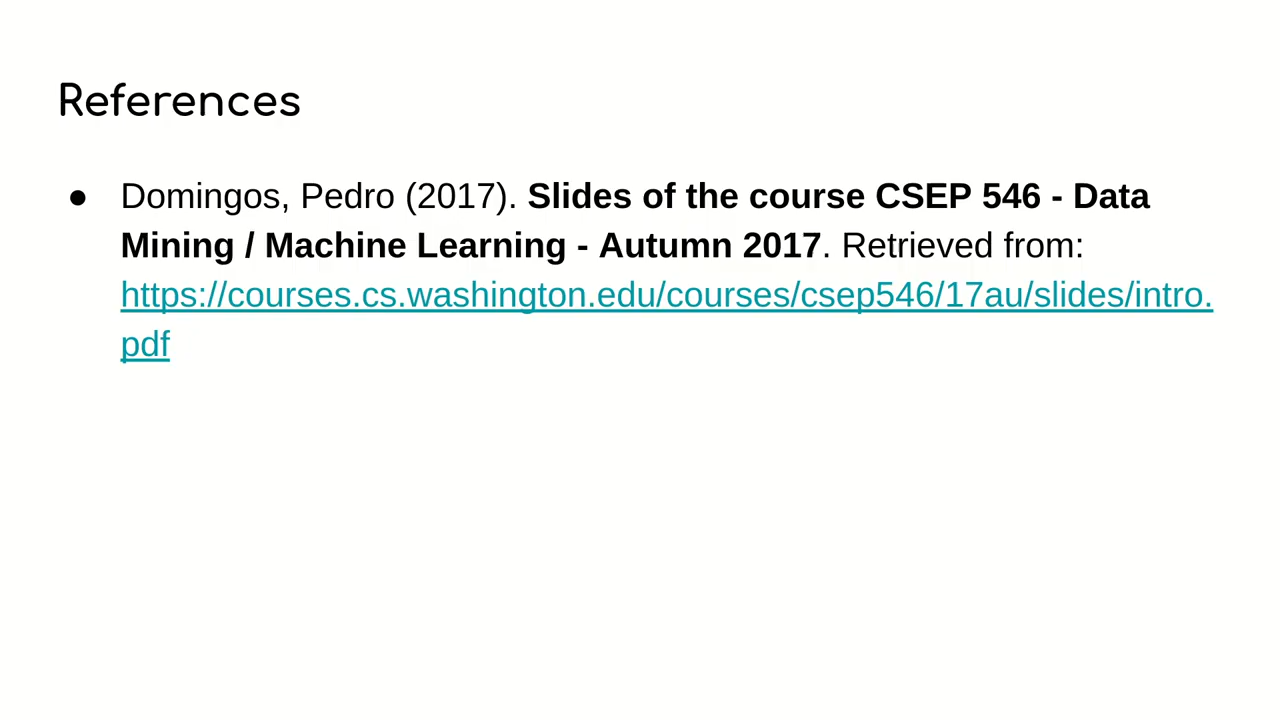 References
● Domingos, Pedro (2017). Slides of the course CSEP 546 - Data
Mining / Machine Learning - Autumn 2017. Retrieved from:
https://courses.cs.washington.edu/courses/csep546/17au/slides/intro.
pdf